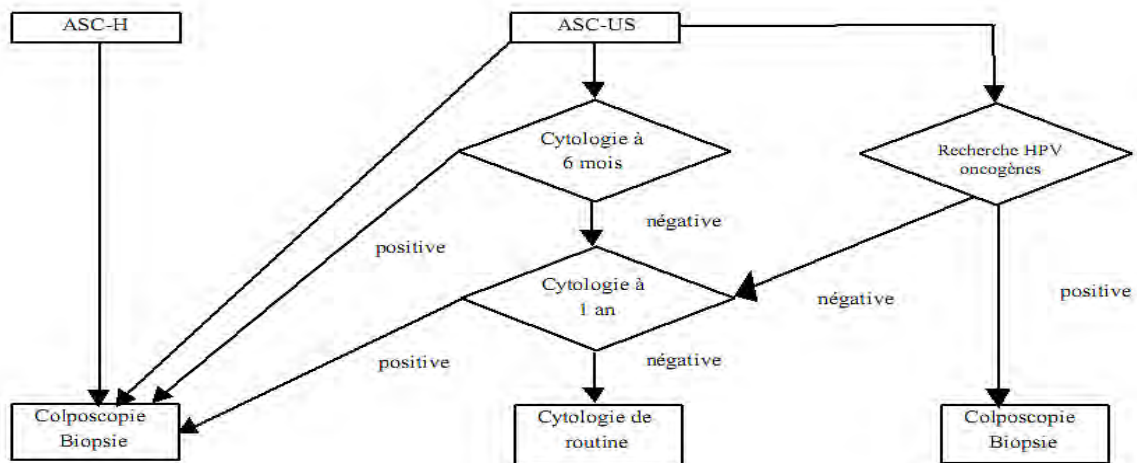 ASC-H
ASC-US
Cytologie à
6 mois
Recherche HPV
oncogènes
positive
négative
Cytologie à
1 an
négative
positive
positive
négative
Colposcopie
Biopsie
Cytologie de
routine
Colposcopie
Biopsie